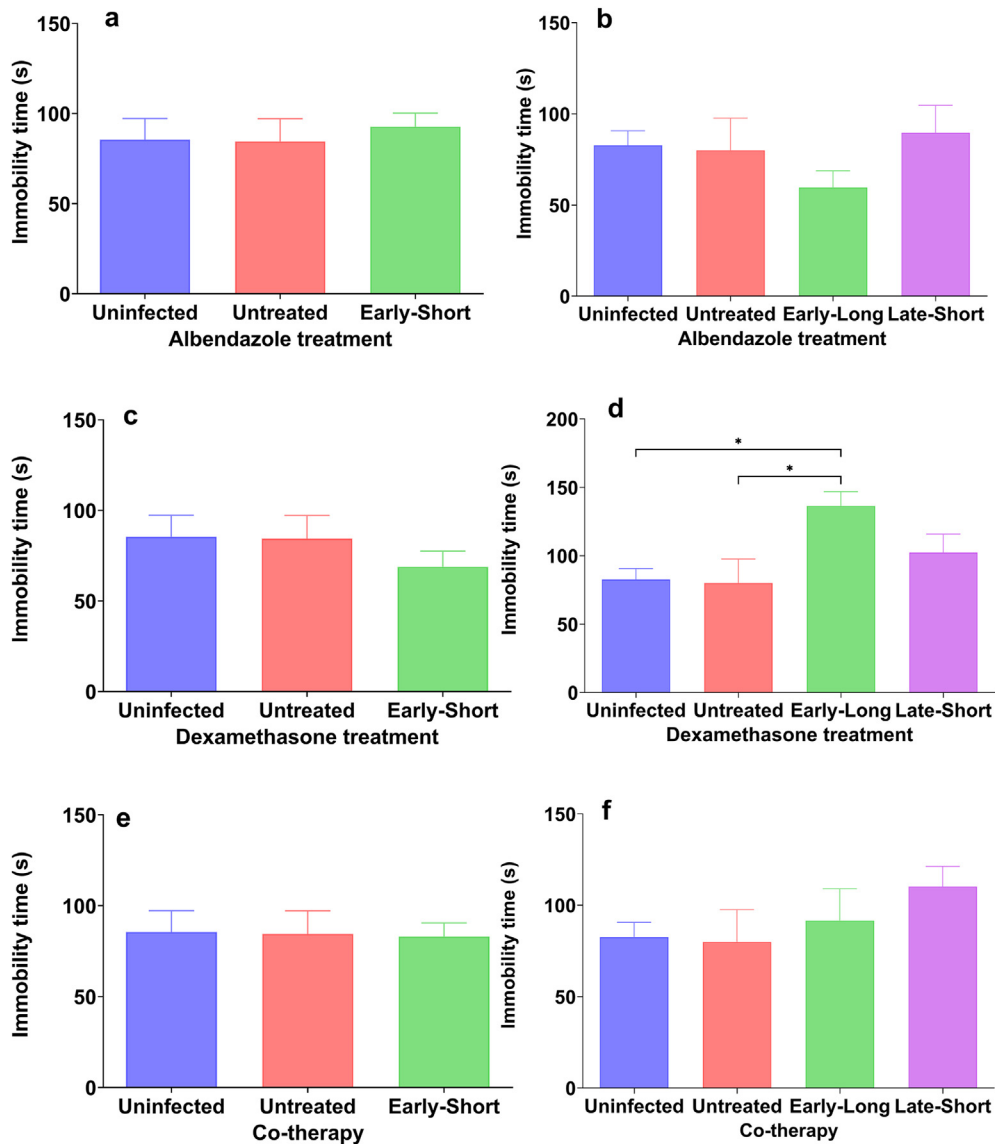 a
Immobility time (s)
150
100
50
0
Uninfected Untreated Early-Short
Albendazole treatment
b
Immobility time (s)
150
100
50
0
Uninfected Untreated Early-Long Late-Short
Albendazole treatment
c
Immobility time (s)
150
100
50
0
Uninfected Untreated Early-Short
Dexamethasone treatment
d
Immobility time (s)
200
150
100
50
0
*
*
Uninfected Untreated Early-Long Late-Short
Dexamethasone treatment
e
Immobility time (s)
150
100
50
0
Uninfected Untreated Early-Short
Co-therapy
f
Immobility time (s)
150
100
50
0
Uninfected Untreated Early-Long Late-Short
Co-therapy